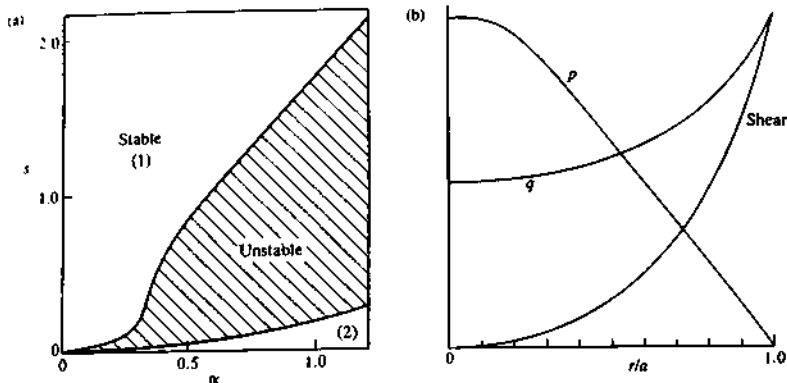 (a)
2.0
Stable
(1)
s
1.0
Unstable
(2)
0
0
0.5
1.0
α
(b)
p
Shear
q
0
r/a
1.0